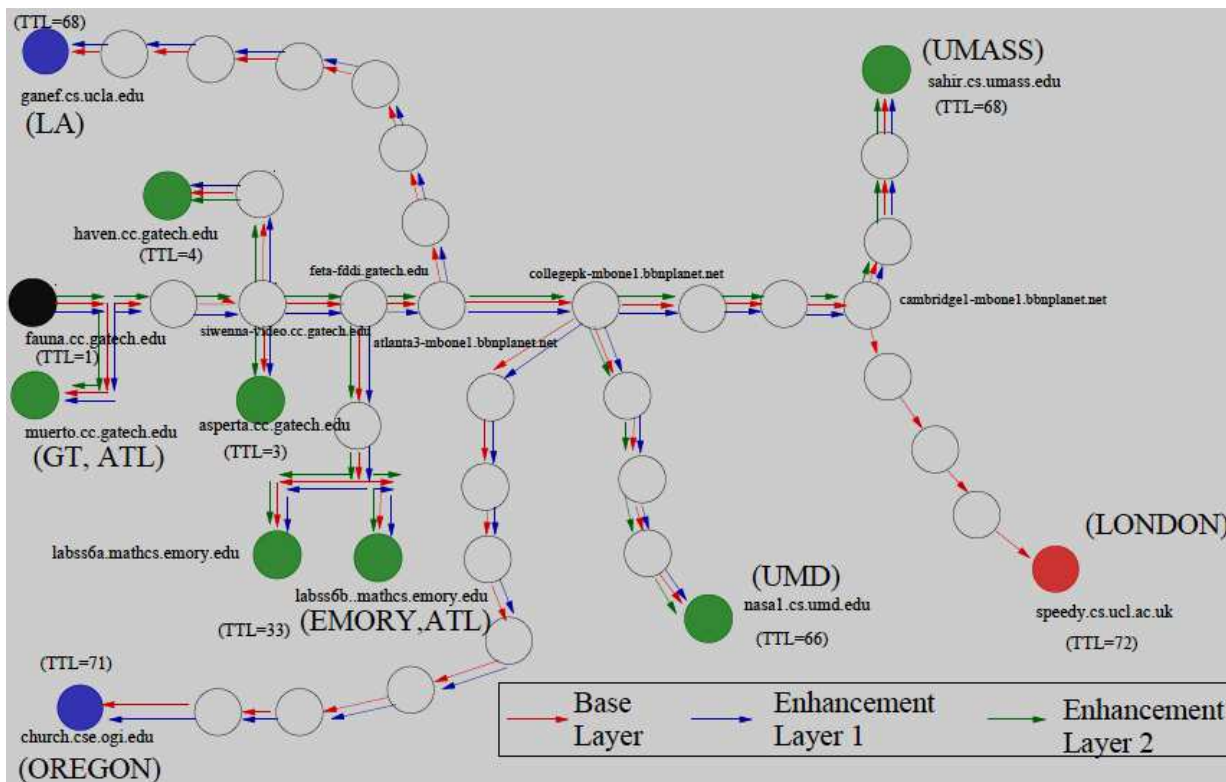 (TTL=68)
ganef.cs.ucla.edu
(LA)
(UMASS)
sahir.cs.umass.edu
(TTL=68)
haven.cc.gatech.edu
(TTL=4)
feta-fddi.gatech.edu
collegepk-mbone1.bbnplanet.net
cambridge1-mbone1.bbnplanet.net
siwenna-video.cc.gatech.edu
atlanta3-mbone1.bbnplanet.net
fauna.cc.gatech.edu
(TTL=1)
muerto.cc.gatech.edu
(GT, ATL)
asperta.cc.gatech.edu
(TTL=3)
labss6a.mathcs.emory.edu
labss6b..mathcs.emory.edu
(TTL=33)
(EMORY,ATL)
(UMD)
nasa1.cs.umd.edu
(TTL=66)
(LONDON)
speedy.cs.ucl.ac.uk
(TTL=72)
(TTL=71)
church.cse.ogi.edu
(OREGON)
Base
Layer
Enhancement
Layer 1
Enhancement
Layer 2